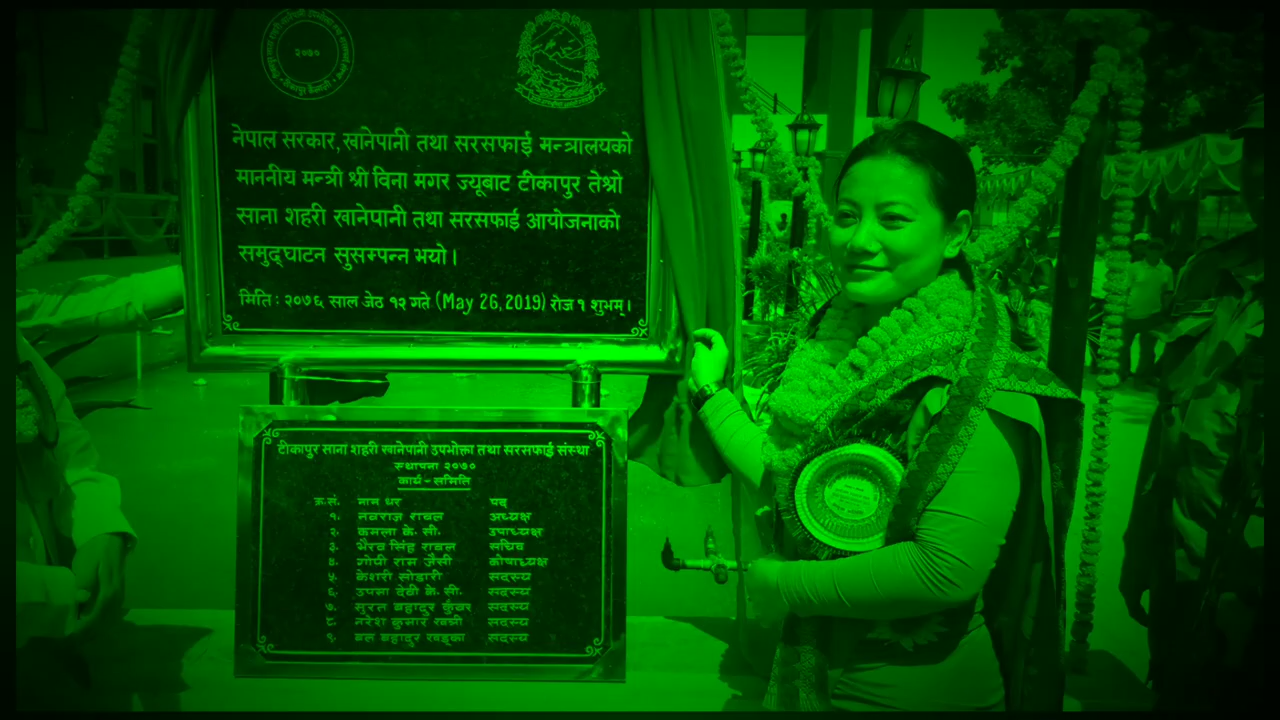 २०७०
नेपाल सरकार, खानेपानी तथा सरसफाई मन्त्रालयको
माननीय मन्त्री श्री विना मगर ज्यूबाट टीकापुर तेश्रो
साना शहरी खानेपानी तथा सरसफाई आयोजनाको
समुद्घाटन सुसम्पन्न भयो।
मिति : २०७६ साल जेठ १२ गते (May 26, 2019) रोज १ शुभम्।
टीकापुर साना शहरी खानेपानी उपभोक्ता तथा सरसफाई संस्था
स्थापना २०७०
कार्य-समिति
क्र.सं. नाम थर पद
१. नवराज रावल अध्यक्ष
२. कमला के. सी. उपाध्यक्ष
३. भैरव सिंह रावल सचिव
४. गोपी राम जैसी कोषाध्यक्ष
५. केशरी सोडारी सदस्य
६. उपमा देवी के. सी. सदस्य
७. सुरत बहादुर कुँवर सदस्य
८. नरेश कुमार खत्री सदस्य
९. बल बहादुर खड्का सदस्य